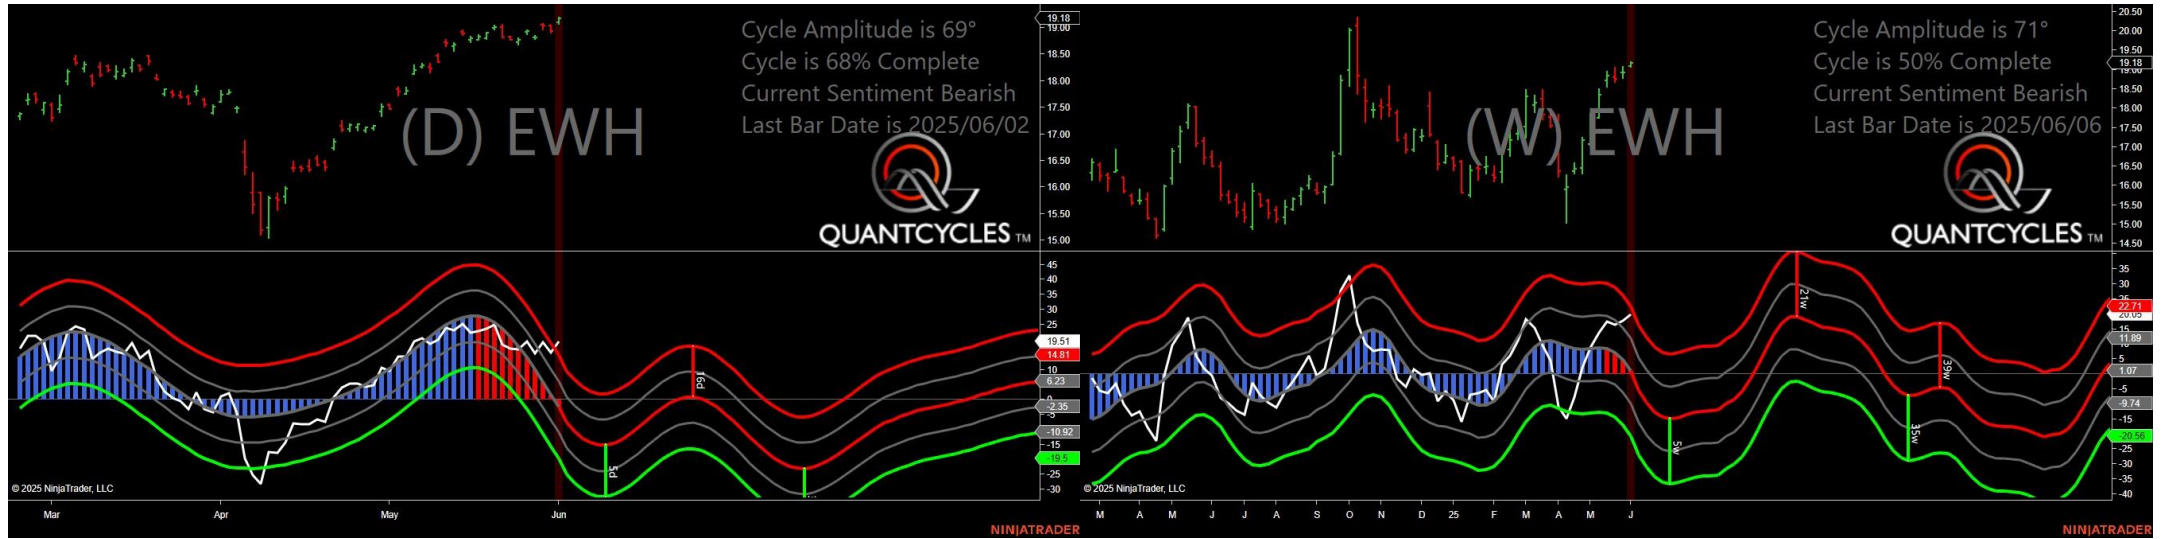 Cycle Amplitude is 69°
Cycle is 68% Complete
Current Sentiment Bearish
Last Bar Date is 2025/06/02
(D) EWH
QUANTCYCLES TM
19.18
19.00
18.50
18.00
17.50
17.00
16.50
16.00
15.50
15.00
45
40
35
30
25
19.51
14.81
10
6.23
-2.35
-5
-10.92
-15
-19.5
-25
-30
16d
5d
© 2025 NinjaTrader, LLC
Mar Apr May Jun
NINJATRADER
Cycle Amplitude is 71°
Cycle is 50% Complete
Current Sentiment Bearish
Last Bar Date is 2025/06/06
(W) EWH
QUANTCYCLES TM
20.50
20.00
19.50
19.18
19.00
18.50
18.00
17.50
17.00
16.50
16.00
15.50
15.00
14.50
35
30
22.71
20.05
15
11.89
5
1.07
-5
-9.74
-15
-20.56
-25
-30
-35
-40
21w
39w
35w
5w
© 2025 NinjaTrader, LLC
M A M J J A S O N D 25 F M A M J
NINJATRADER